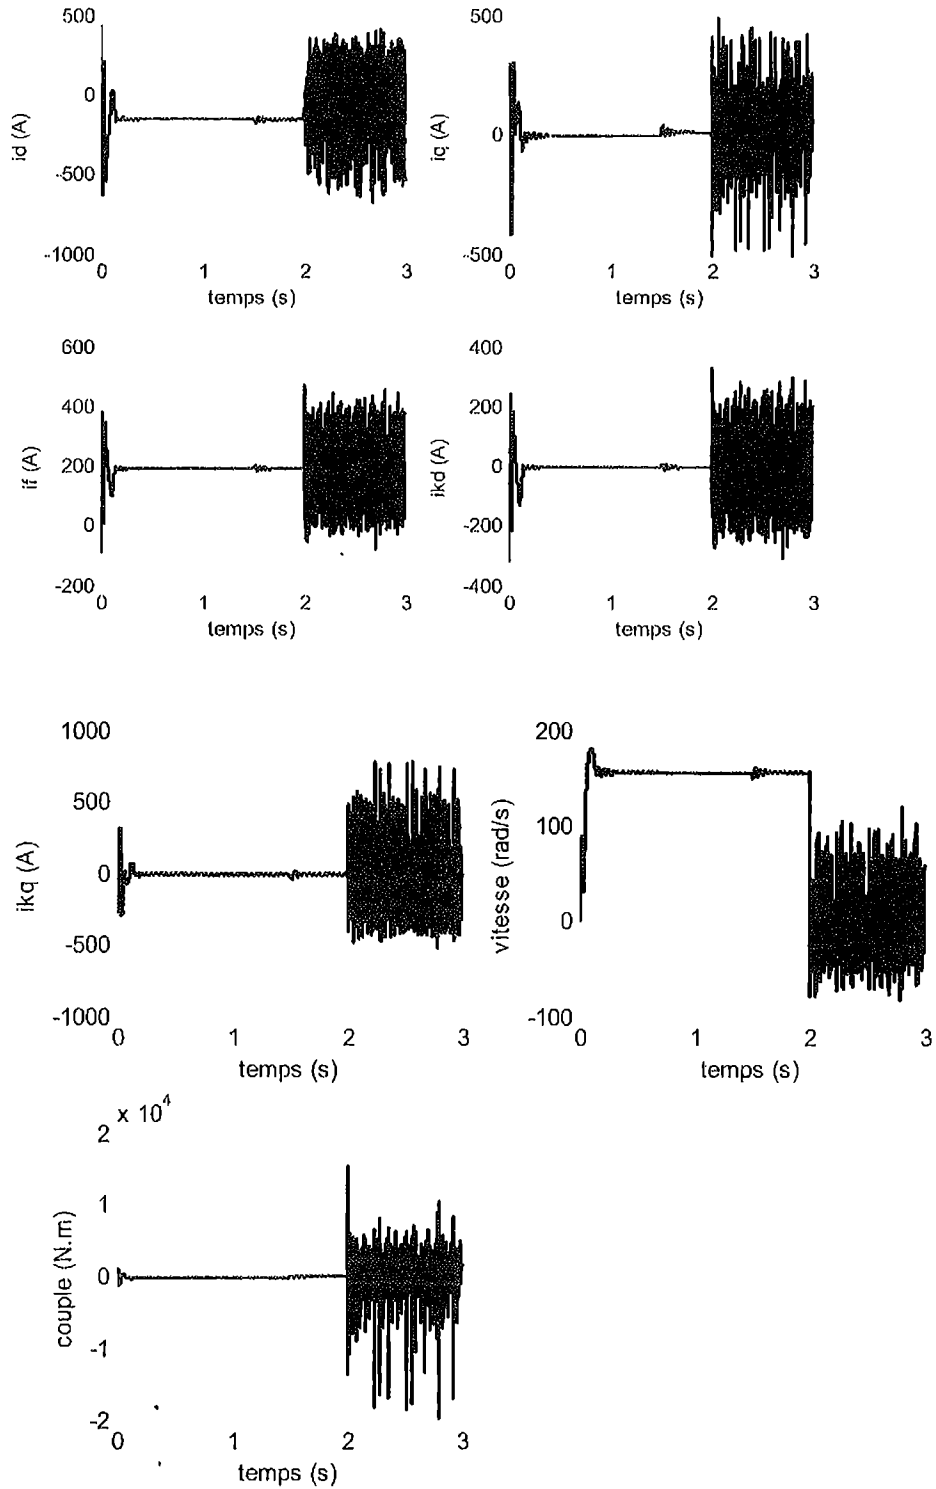 500
0
-500
-1000
id (A)
0 1 2 3
temps (s)
500
0
-500
iq (A)
0 1 2 3
temps (s)
600
400
200
0
-200
if (A)
0 1 2 3
temps (s)
400
200
0
-200
-400
ikd (A)
0 1 2 3
temps (s)
1000
500
0
-500
-1000
ikq (A)
0 1 2 3
temps (s)
200
100
0
-100
vitesse (rad/s)
0 1 2 3
temps (s)
x 10^4
2
1
0
-1
-2
couple (N.m)
0 1 2 3
temps (s)